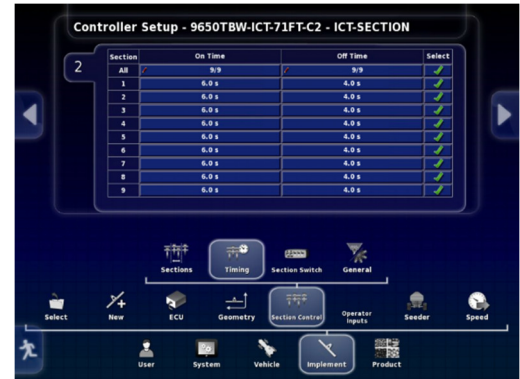 Controller Setup - 9650TBW-ICT-71FT-C2 - ICT-SECTION
2
Section On Time Off Time Select
All 9/9 9/9
1 6.0 s 4.0 s
2 6.0 s 4.0 s
3 6.0 s 4.0 s
4 6.0 s 4.0 s
5 6.0 s 4.0 s
6 6.0 s 4.0 s
7 6.0 s 4.0 s
8 6.0 s 4.0 s
9 6.0 s 4.0 s
Sections Timing Section Switch General
Select New ECU Geometry Section Control Operator Inputs Seeder Speed
User System Vehicle Implement Product